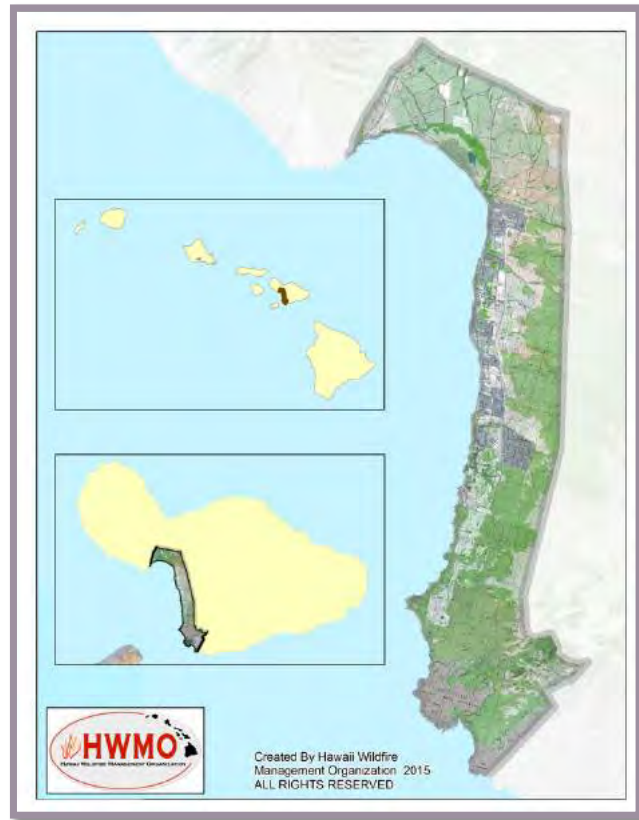 HWMO
HAWAII WILDFIRE MANAGEMENT ORGANIZATION
Created By Hawaii Wildfire
Management Organization 2015
ALL RIGHTS RESERVED